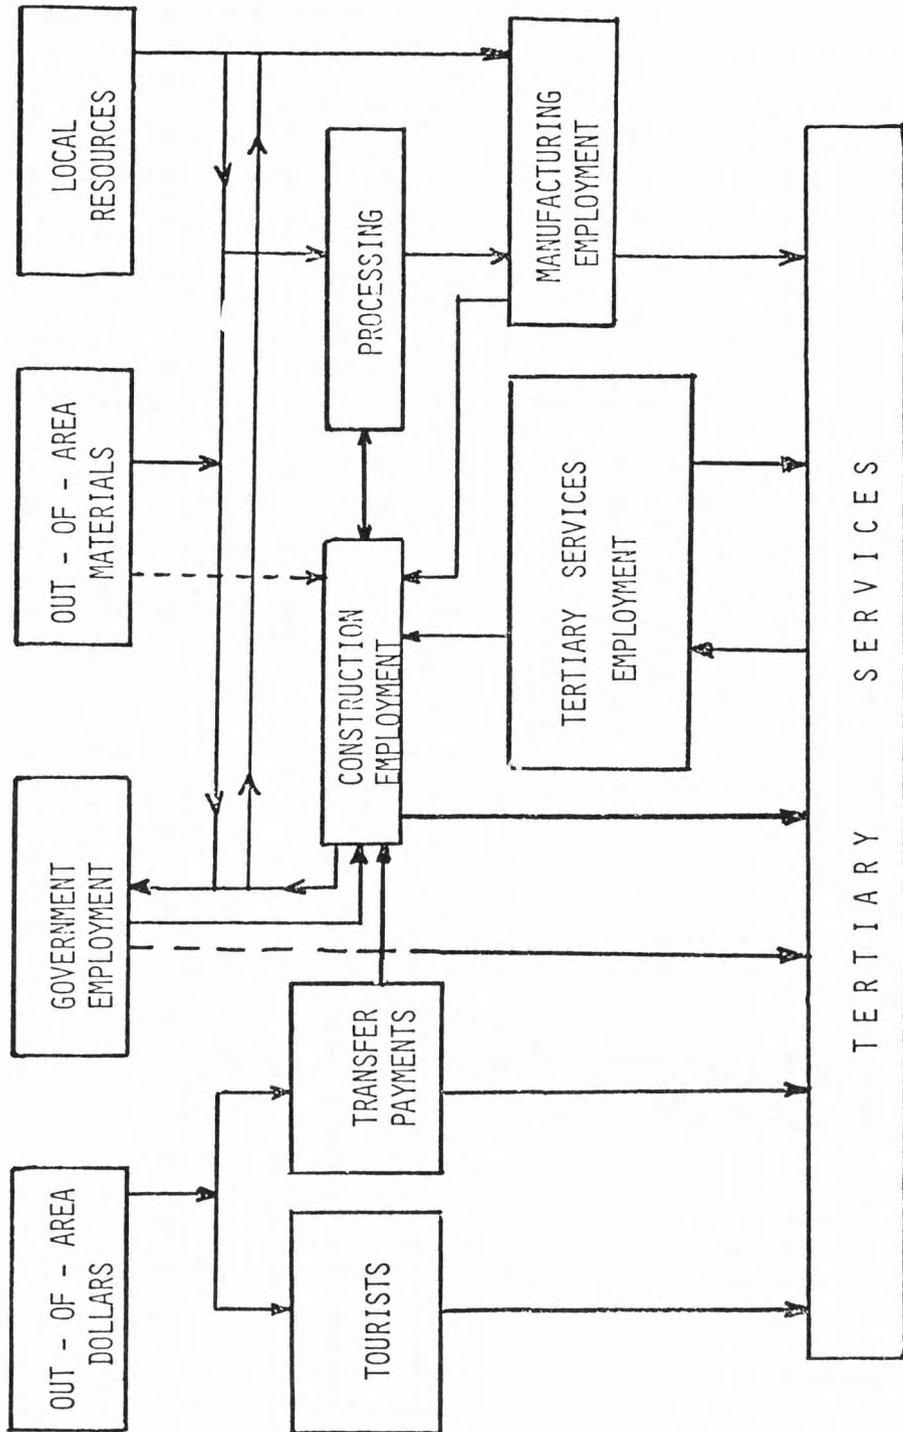 OUT - OF - AREA
DOLLARS
GOVERNMENT
EMPLOYMENT
OUT - OF - AREA
MATERIALS
LOCAL
RESOURCES
TOURISTS
TRANSFER
PAYMENTS
CONSTRUCTION
EMPLOYMENT
PROCESSING
TERTIARY SERVICES
EMPLOYMENT
MANUFACTURING
EMPLOYMENT
TERTIARY SERVICES